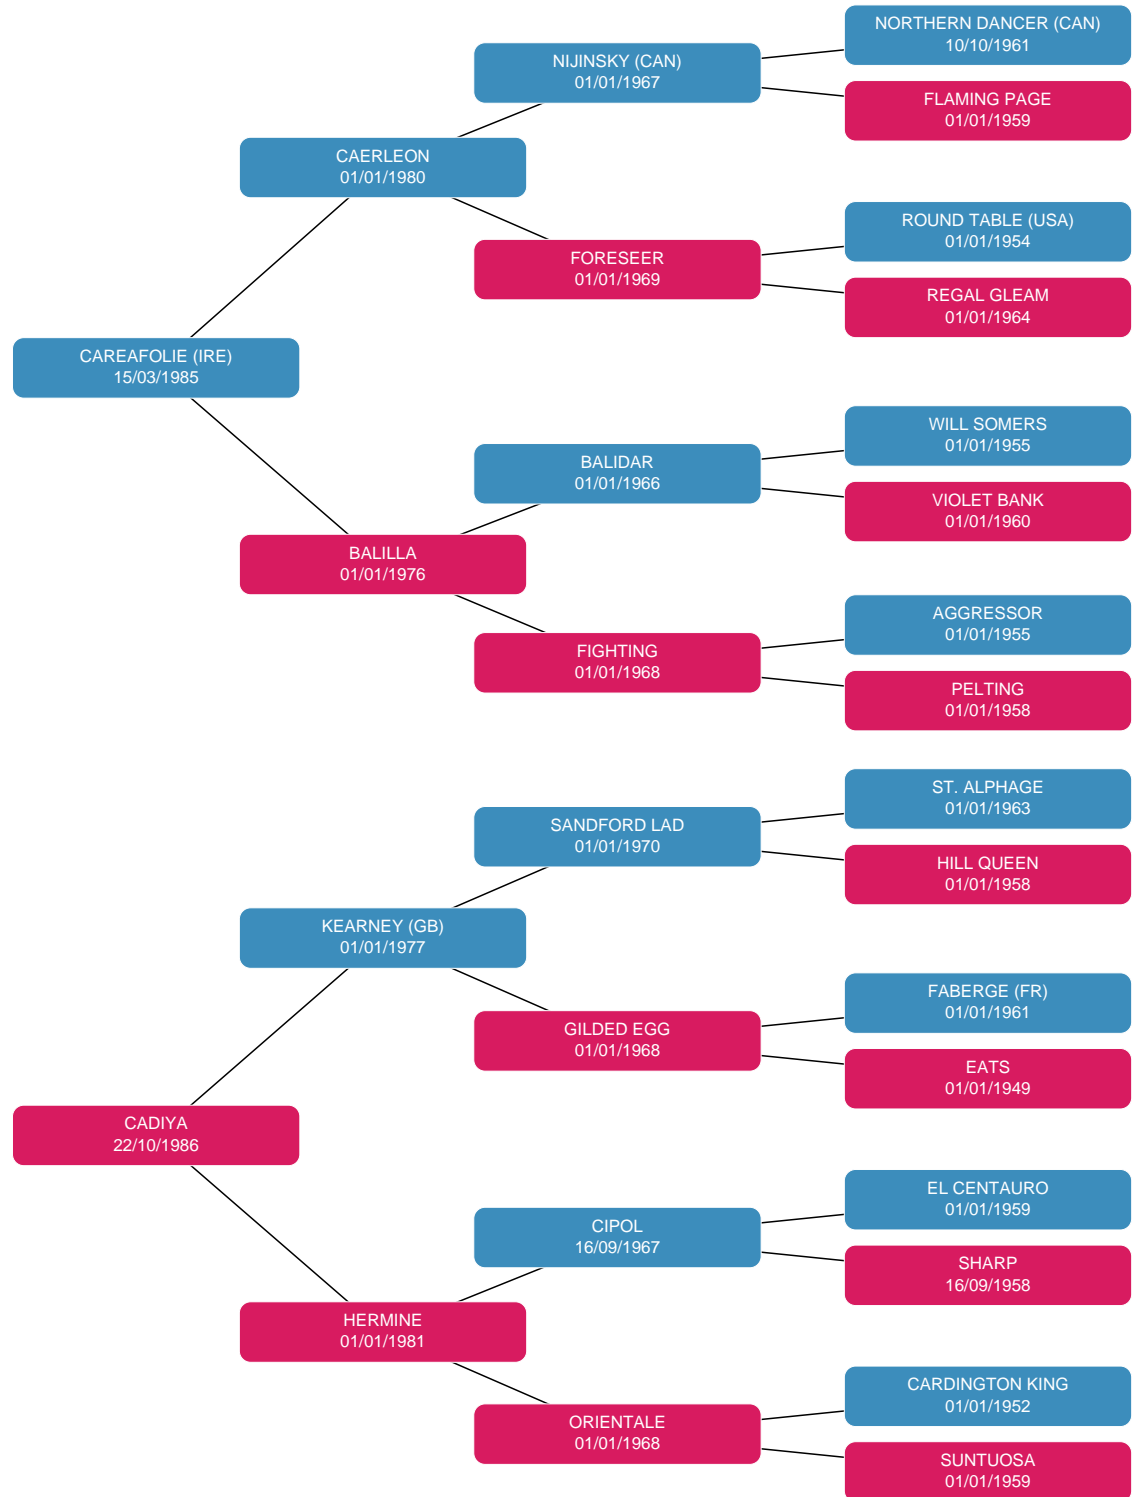 NORTHERN DANCER (CAN)
10/10/1961
NIJINSKY (CAN)
01/01/1967
FLAMING PAGE
01/01/1959
CAERLEON
01/01/1980
ROUND TABLE (USA)
01/01/1954
FORESEER
01/01/1969
REGAL GLEAM
01/01/1964
CAREAFOLIE (IRE)
15/03/1985
WILL SOMERS
01/01/1955
BALIDAR
01/01/1966
VIOLET BANK
01/01/1960
BALILLA
01/01/1976
AGGRESSOR
01/01/1955
FIGHTING
01/01/1968
PELTING
01/01/1958
ST. ALPHAGE
01/01/1963
SANDFORD LAD
01/01/1970
HILL QUEEN
01/01/1958
KEARNEY (GB)
01/01/1977
FABERGE (FR)
01/01/1961
GILDED EGG
01/01/1968
EATS
01/01/1949
CADIYA
22/10/1986
EL CENTAURO
01/01/1959
CIPOL
16/09/1967
SHARP
16/09/1958
HERMINE
01/01/1981
CARDINGTON KING
01/01/1952
ORIENTALE
01/01/1968
SUNTUOSA
01/01/1959